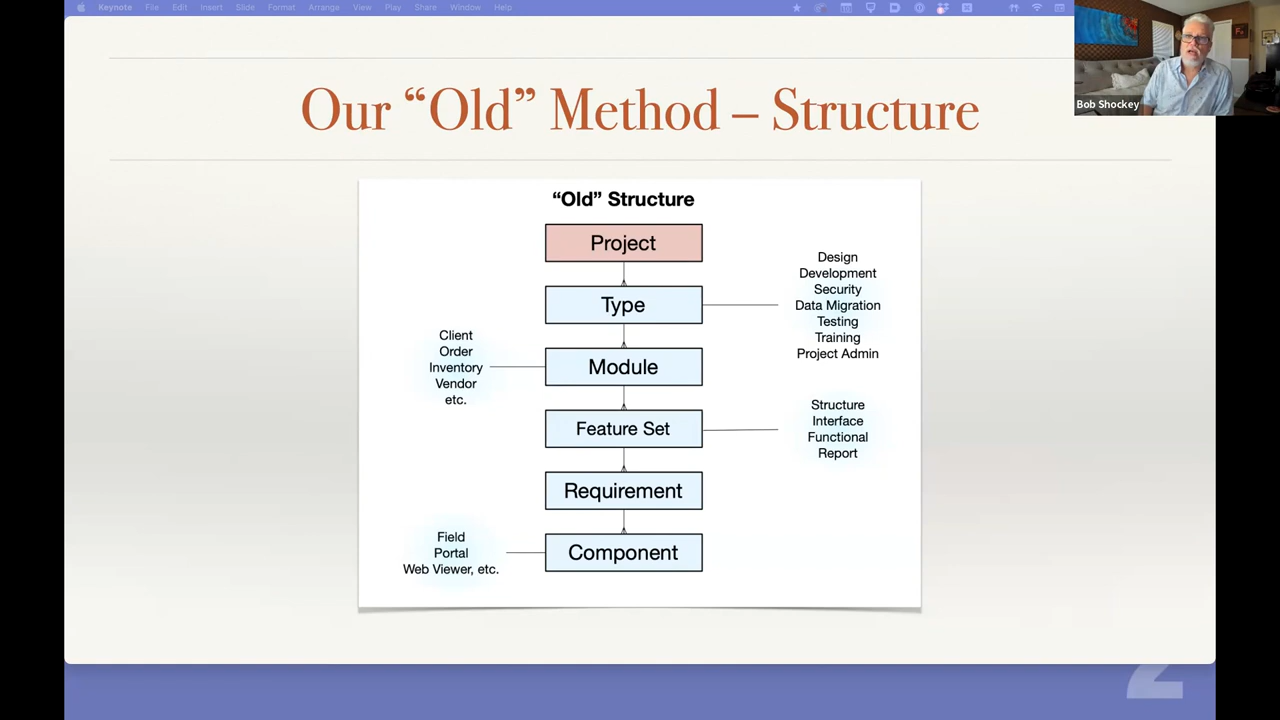 Keynote File Edit Insert Slide Format Arrange View Play Share Window Help
Bob Shockey
Our “Old” Method – Structure
“Old” Structure
Project
Type
Design
Development
Security
Data Migration
Testing
Training
Project Admin
Client
Order
Inventory
Vendor
etc.
Module
Feature Set
Structure
Interface
Functional
Report
Requirement
Field
Portal
Web Viewer, etc.
Component
2